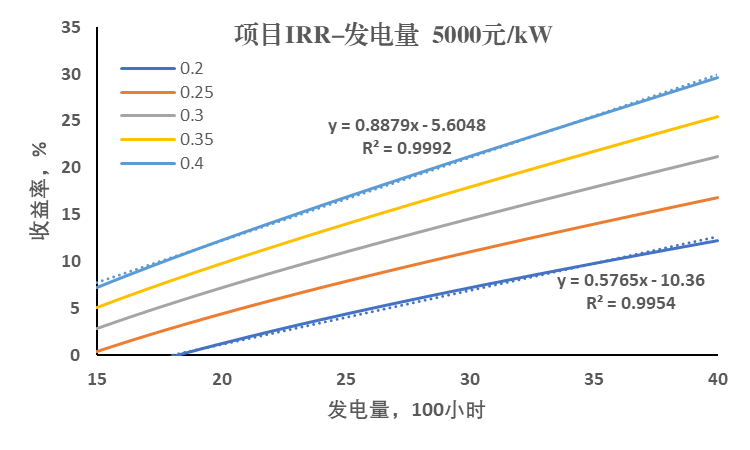 项目IRR–发电量 5000元/kW
35
30
25
20
15
10
5
0
收益率，%
0.2
0.25
0.3
0.35
0.4
y = 0.8879x - 5.6048
R² = 0.9992
y = 0.5765x - 10.36
R² = 0.9954
15 20 25 30 35 40
发电量，100小时